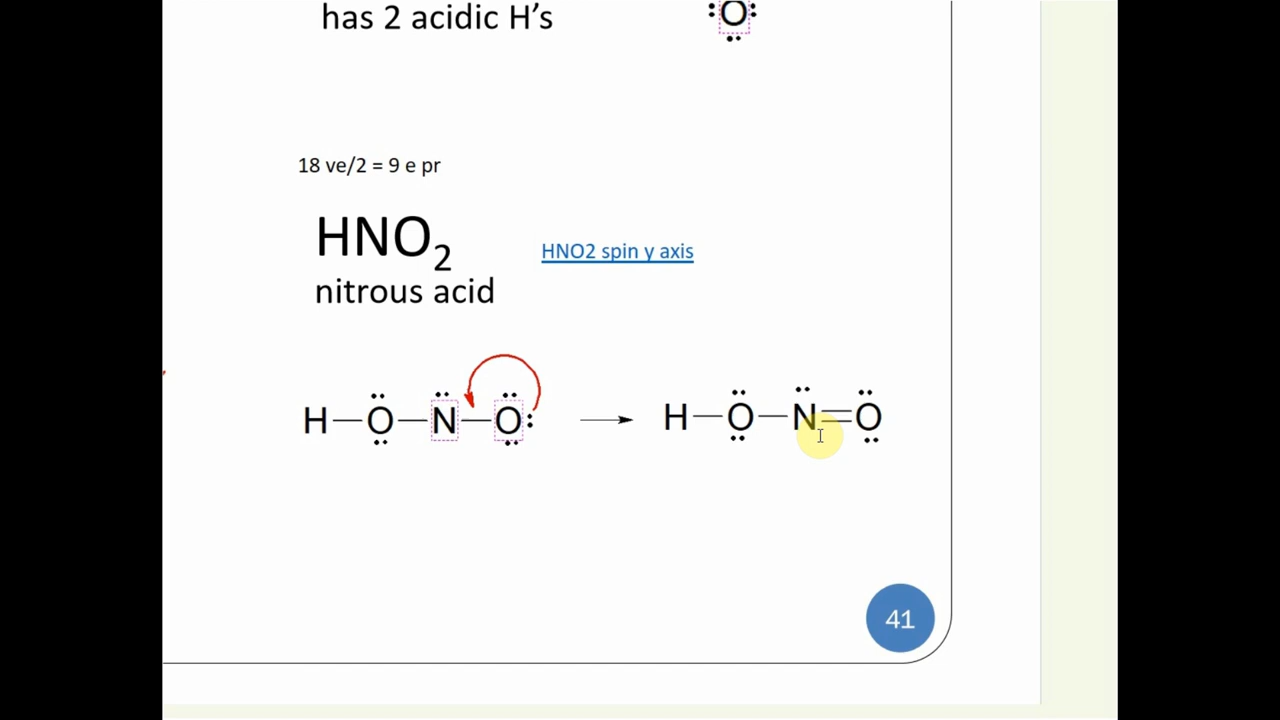 has 2 acidic H’s
:O:
18 ve/2 = 9 e pr
HNO2
HNO2 spin y axis
nitrous acid
H—O—N—O: → H—O—N=O
41